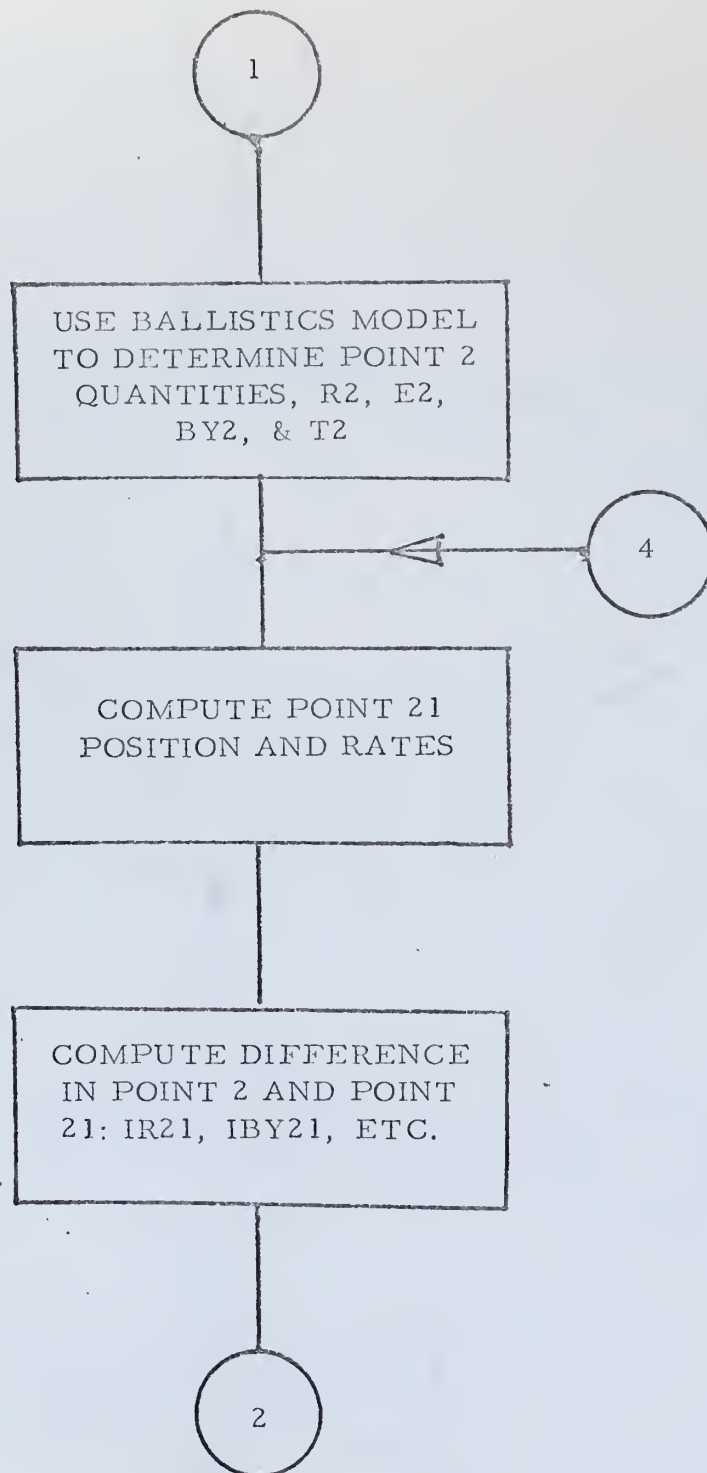 1
USE BALLISTICS MODEL
TO DETERMINE POINT 2
QUANTITIES, R2, E2,
BY2, & T2
4
COMPUTE POINT 21
POSITION AND RATES
COMPUTE DIFFERENCE
IN POINT 2 AND POINT
21: IR21, IBY21, ETC.
2